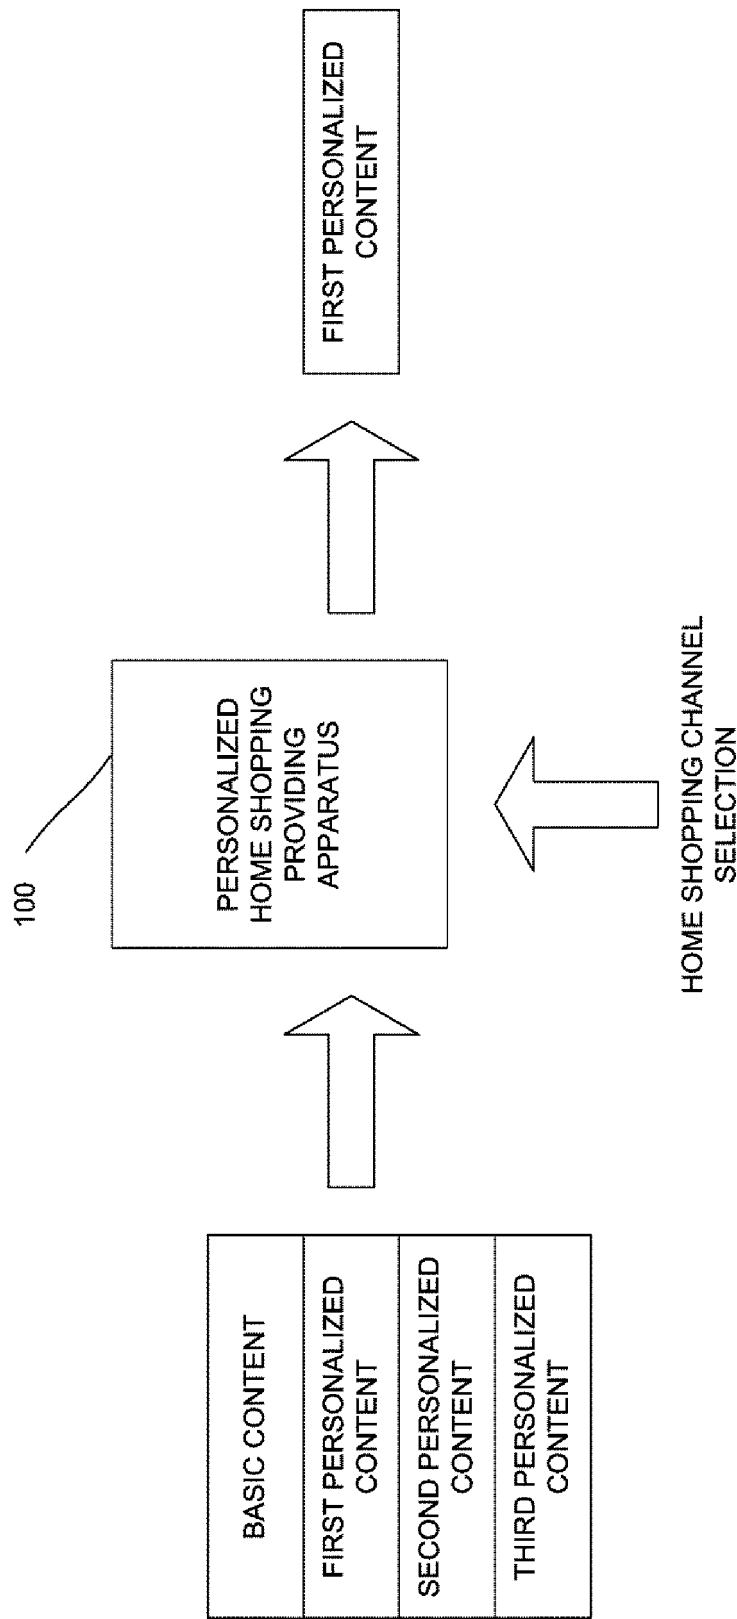 BASIC CONTENT
FIRST PERSONALIZED
CONTENT
SECOND PERSONALIZED
CONTENT
THIRD PERSONALIZED
CONTENT
100
PERSONALIZED
HOME SHOPPING
PROVIDING
APPARATUS
HOME SHOPPING CHANNEL
SELECTION
FIRST PERSONALIZED
CONTENT